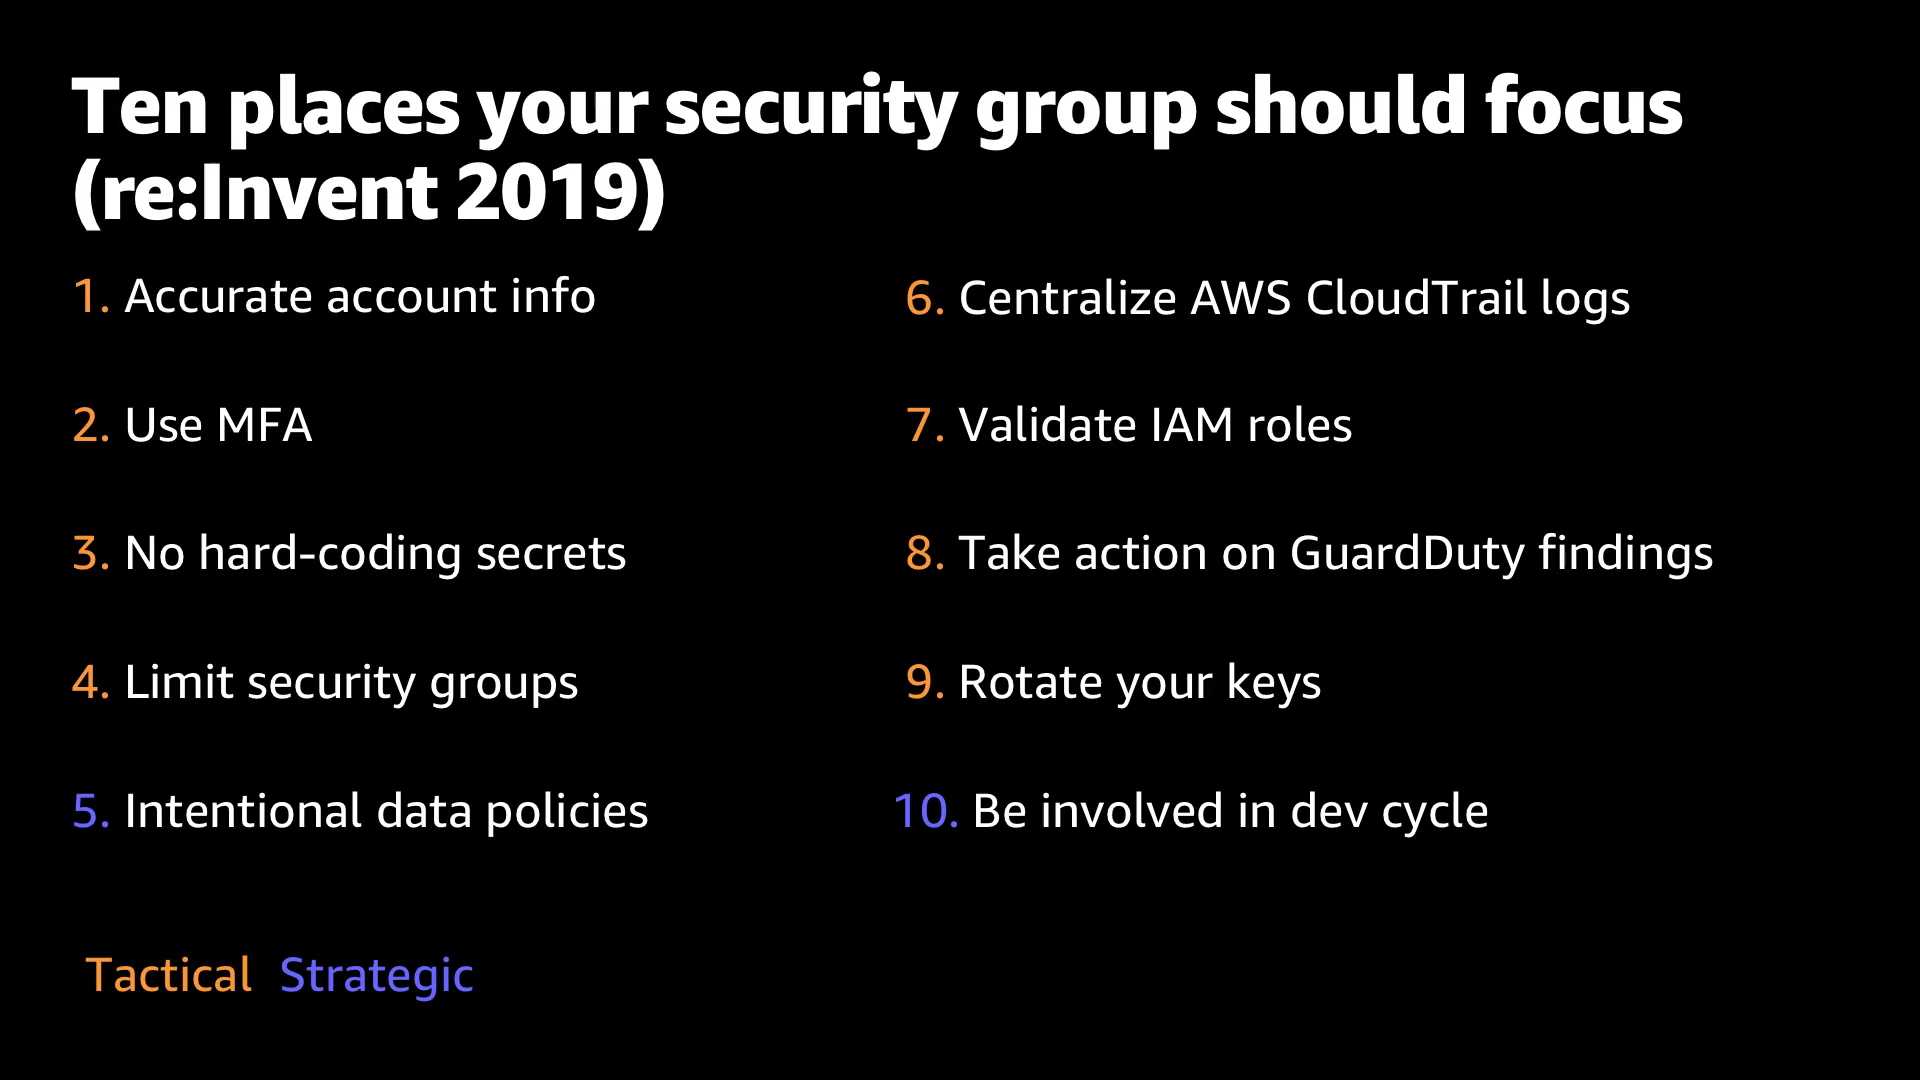 Ten places your security group should focus
(re:Invent 2019)
1. Accurate account info
2. Use MFA
3. No hard-coding secrets
4. Limit security groups
5. Intentional data policies
6. Centralize AWS CloudTrail logs
7. Validate IAM roles
8. Take action on GuardDuty findings
9. Rotate your keys
10. Be involved in dev cycle
Tactical Strategic